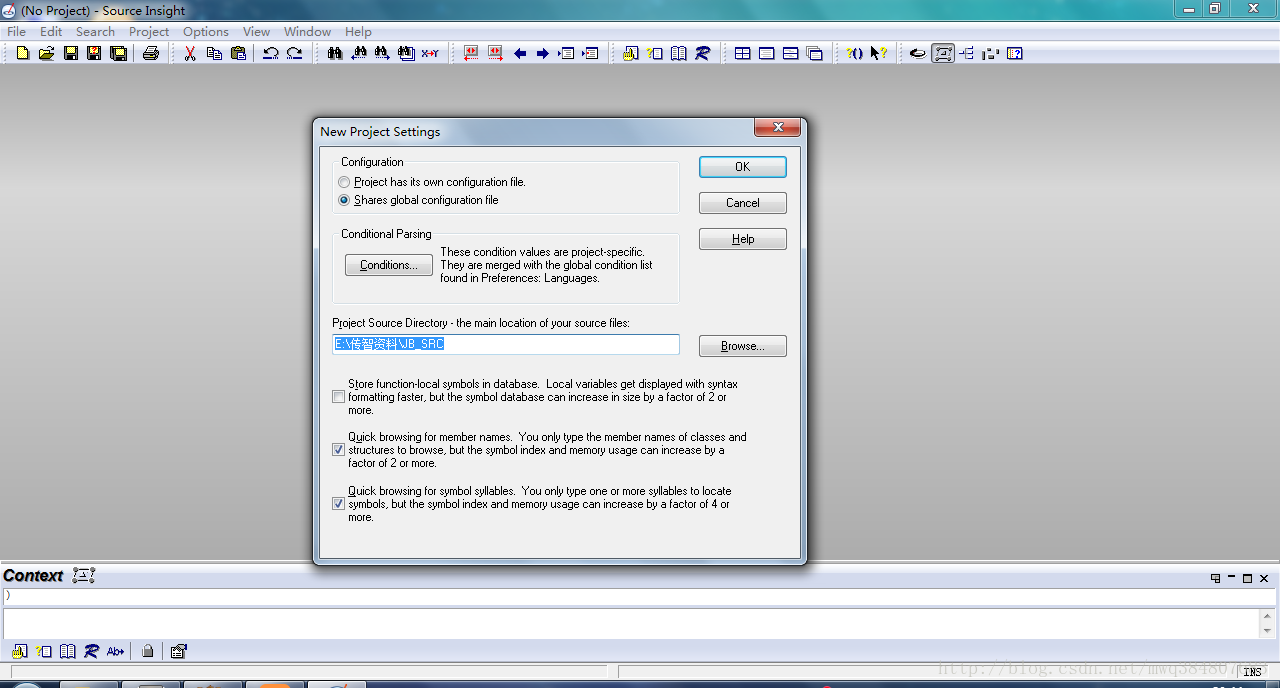 (No Project) - Source Insight
File Edit Search Project Options View Window Help
New Project Settings
Configuration
Project has its own configuration file.
Shares global configuration file
OK
Cancel
Help
Conditional Parsing
Conditions...
These condition values are project-specific.
They are merged with the global condition list
found in Preferences: Languages.
Project Source Directory - the main location of your source files:
E:\传智资料\JB_SRC
Browse...
Store function-local symbols in database. Local variables get displayed with syntax
formatting faster, but the symbol database can increase in size by a factor of 2 or
more.
Quick browsing for member names. You only type the member names of classes and
structures to browse, but the symbol index and memory usage can increase by a
factor of 2 or more.
Quick browsing for symbol syllables. You only type one or more syllables to locate
symbols, but the symbol index and memory usage can increase by a factor of 4 or
more.
Context
)
INS